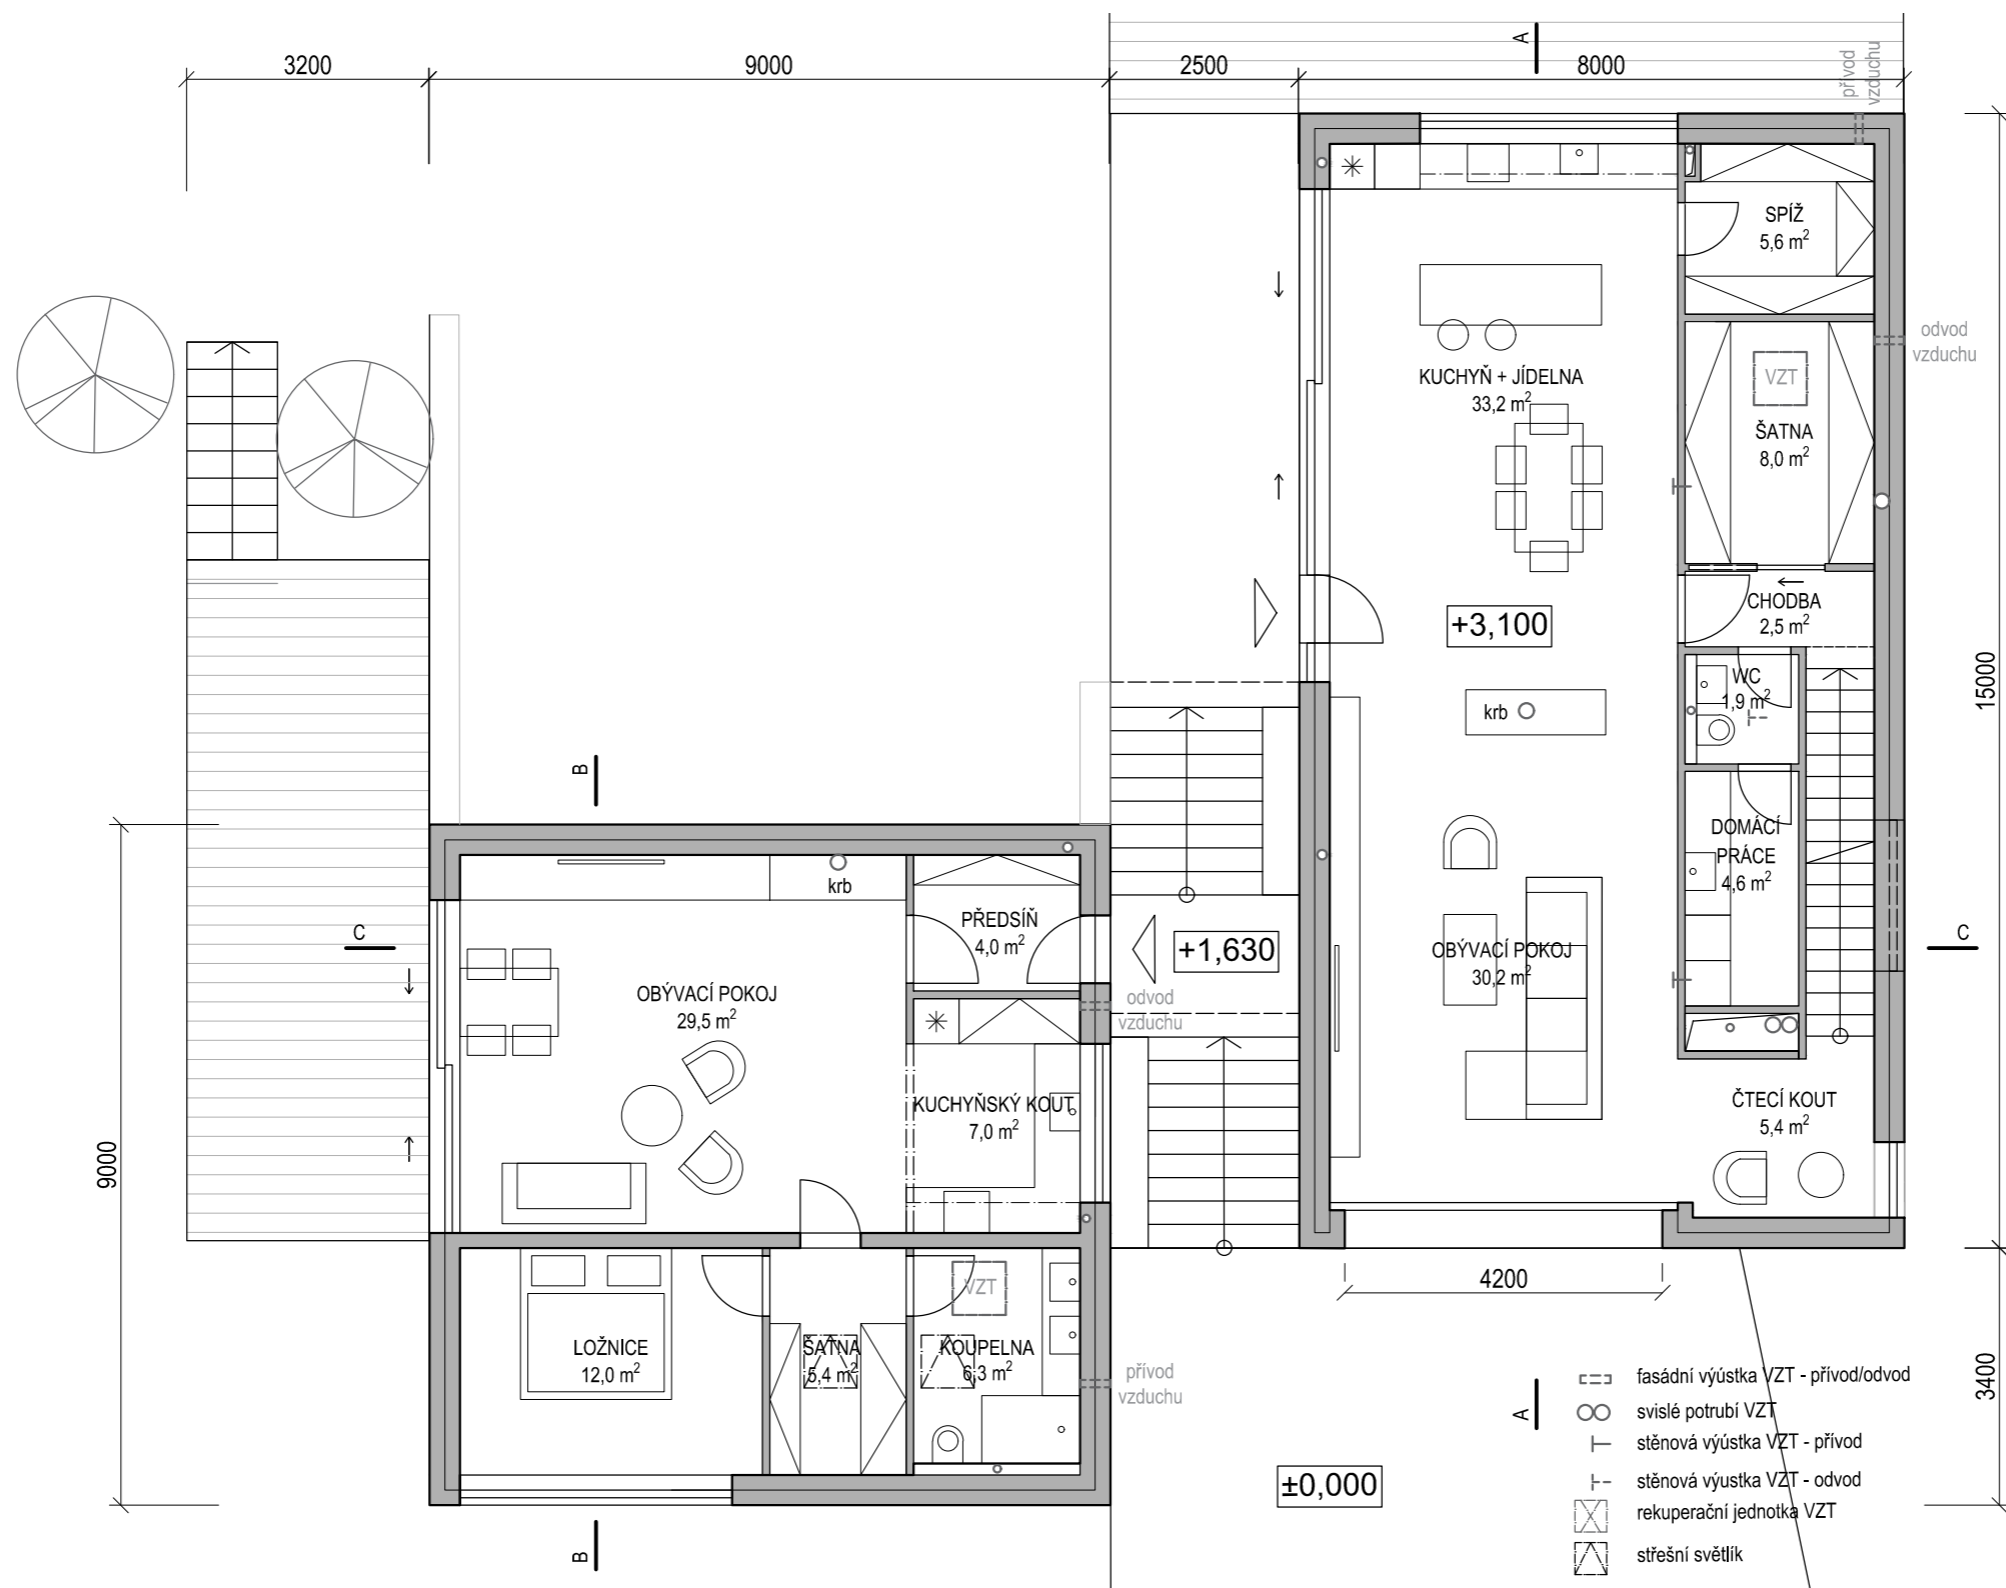 3200
9000
2500
8000
A
přívod
vzduchu
SPÍŽ
5,6 m²
odvod
vzduchu
KUCHYŇ + JÍDELNA
33,2 m²
VZT
ŠATNA
8,0 m²
CHODBA
2,5 m²
+3,100
WC
1,9 m²
krb
15000
B
DOMÁCÍ
PRÁCE
4,6 m²
krb
PŘEDSÍŇ
4,0 m²
C
+1,630
OBÝVACÍ POKOJ
30,2 m²
C
OBÝVACÍ POKOJ
29,5 m²
odvod
vzduchu
KUCHYŇSKÝ KOUT
7,0 m²
ČTECÍ KOUT
5,4 m²
9000
4200
VZT
LOŽNICE
12,0 m²
ŠATNA
5,4 m²
KOUPELNA
6,3 m²
přívod
vzduchu
3400
A
fasádní výústka VZT - přívod/odvod
svislé potrubí VZT
stěnová výústka VZT - přívod
stěnová výustka VZT - odvod
rekuperační jednotka VZT
střešní světlík
±0,000
B